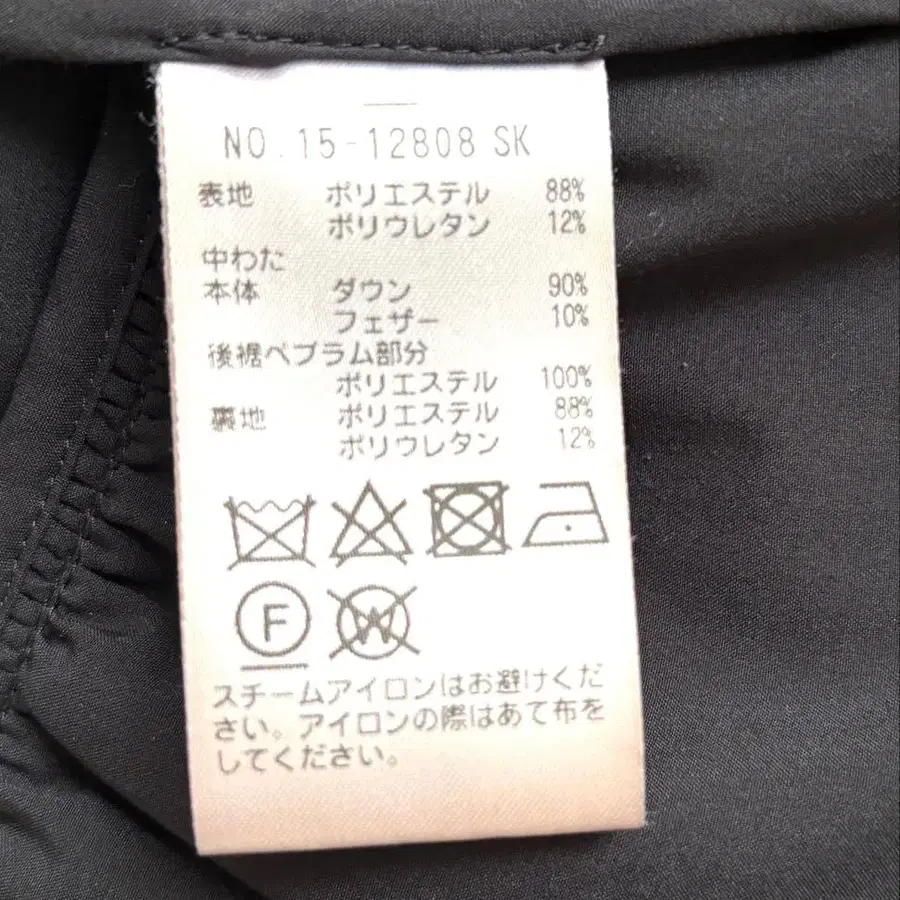 NO.15-12808 SK
表地 ポリエステル 88%
ポリウレタン 12%
中わた
本体 ダウン 90%
フェザー 10%
後裾ペプラム部分
ポリエステル 100%
裏地 ポリエステル 88%
ポリウレタン 12%
F W
スチームアイロンはお避けくだ
さい。アイロンの際はあて布を
してください。